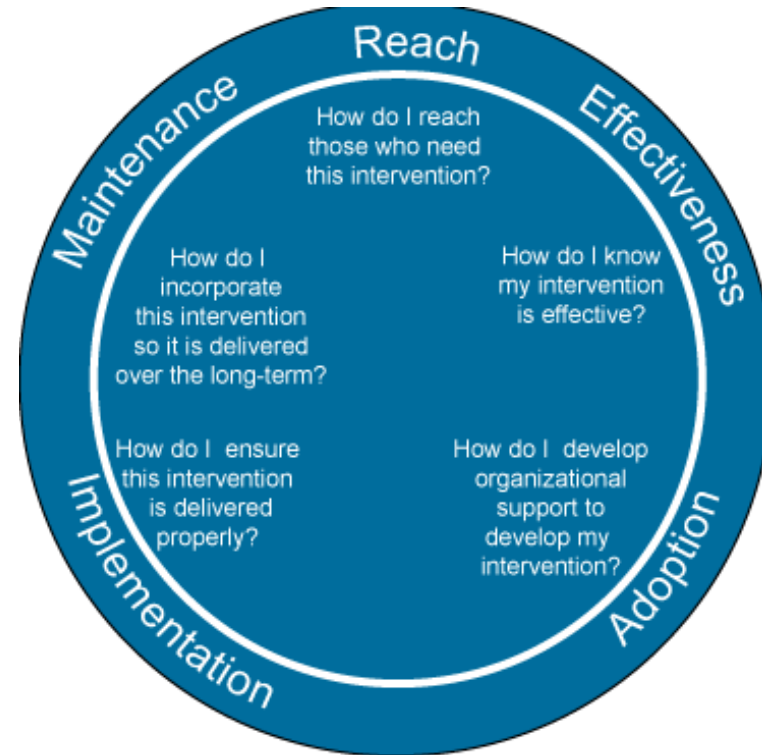 Reach
How do I reach
those who need
this intervention?
Effectiveness
How do I know
my intervention
is effective?
Adoption
How do I develop
organizational
support to
develop my
intervention?
Implementation
How do I ensure
this intervention
is delivered
properly?
Maintenance
How do I
incorporate
this intervention
so it is delivered
over the long-term?